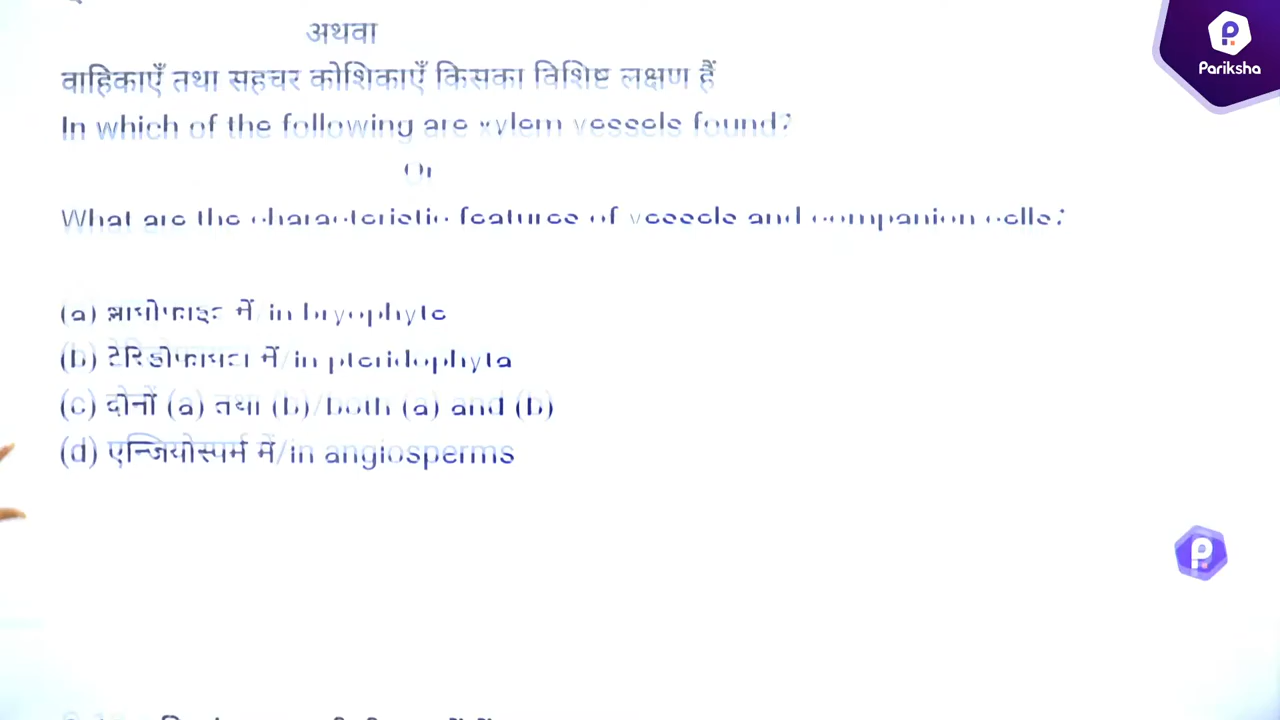 अथवा
वाहिकाएँ तथा सहचर कोशिकाएँ किसका विशिष्ट लक्षण हैं
In which of the following are xylem vessels found?
Or
What are the characteristic features of vessels and companion cells?
(a) ब्रायोफाइट में/in bryophyte
(b) टेरिडोफायटा में/in pteridophyta
(c) दोनों (a) तथा (b)/both (a) and (b)
(d) एन्जियोस्पर्म में/in angiosperms
Pariksha